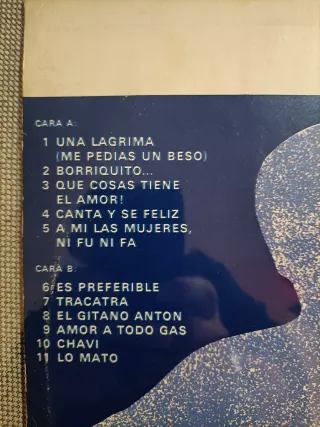 CARA A:
1 UNA LAGRIMA
(ME PEDIAS UN BESO)
2 BORRIQUITO...
3 QUE COSAS TIENE
EL AMOR!
4 CANTA Y SE FELIZ
5 A MI LAS MUJERES,
NI FU NI FA
CARA B:
6 ES PREFERIBLE
7 TRACATRA
8 EL GITANO ANTON
9 AMOR A TODO GAS
10 CHAVI
11 LO MATO